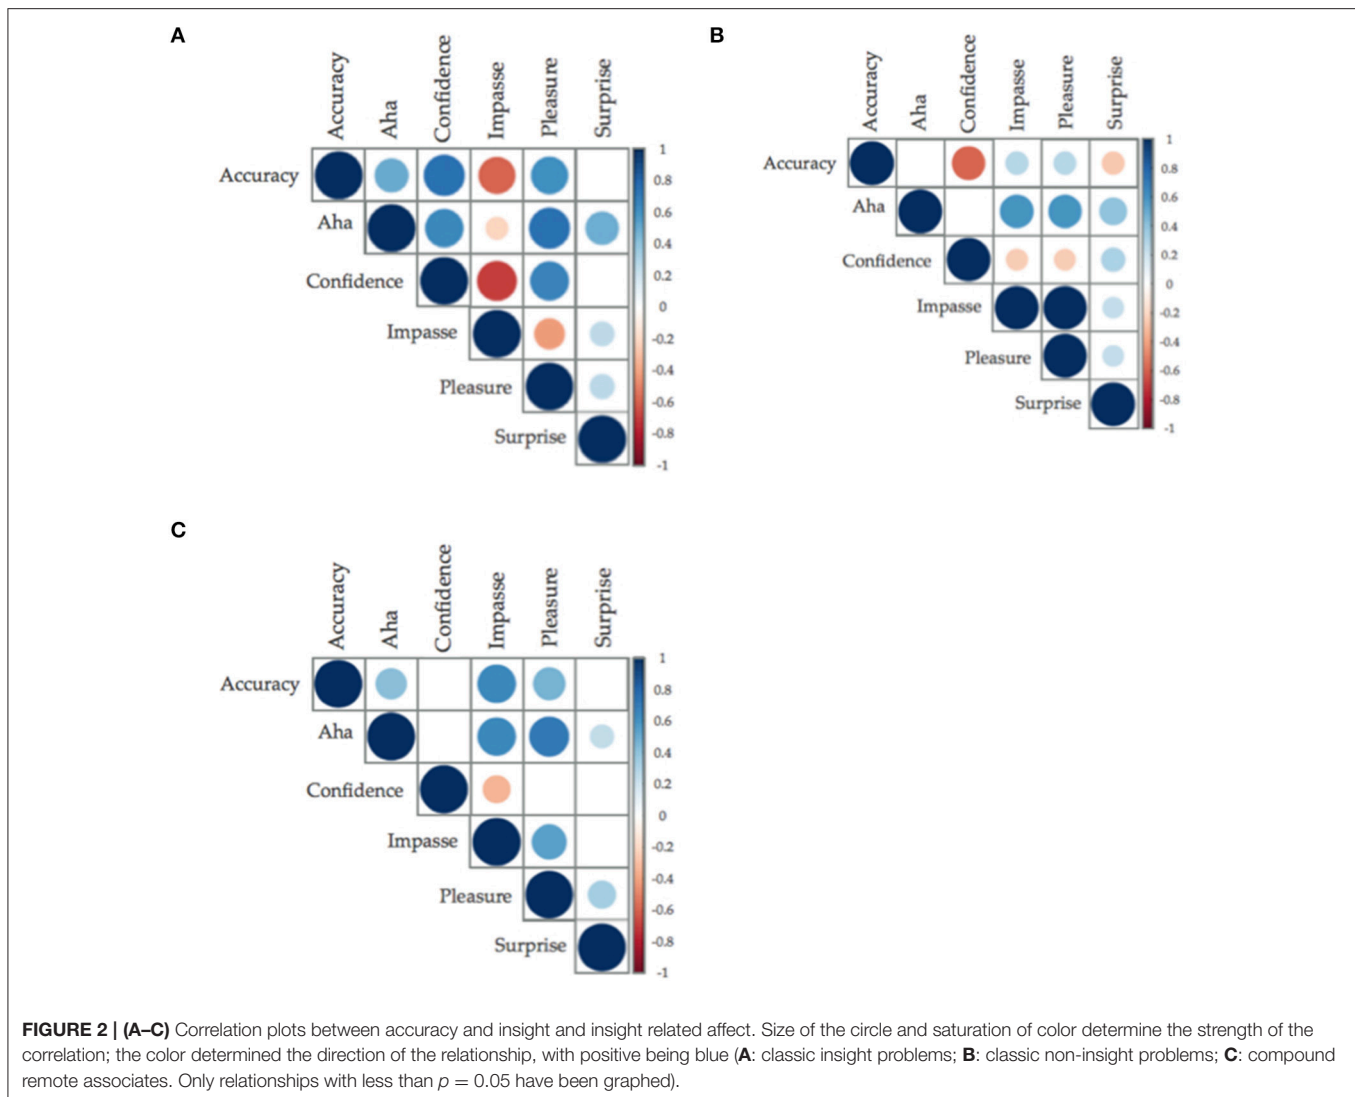 A
Accuracy
Aha
Confidence
Impasse
Pleasure
Surprise
Accuracy
Aha
Confidence
Impasse
Pleasure
Surprise
1
0.8
0.6
0.4
0.2
0
-0.2
-0.4
-0.6
-0.8
-1
B
Accuracy
Aha
Confidence
Impasse
Pleasure
Surprise
Accuracy
Aha
Confidence
Impasse
Pleasure
Surprise
1
0.8
0.6
0.4
0.2
0
-0.2
-0.4
-0.6
-0.8
-1
C
Accuracy
Aha
Confidence
Impasse
Pleasure
Surprise
Accuracy
Aha
Confidence
Impasse
Pleasure
Surprise
1
0.8
0.6
0.4
0.2
0
-0.2
-0.4
-0.6
-0.8
-1
FIGURE 2 | (A–C) Correlation plots between accuracy and insight and insight related affect. Size of the circle and saturation of color determine the strength of the
correlation; the color determined the direction of the relationship, with positive being blue (A: classic insight problems; B: classic non-insight problems; C: compound
remote associates. Only relationships with less than p = 0.05 have been graphed).